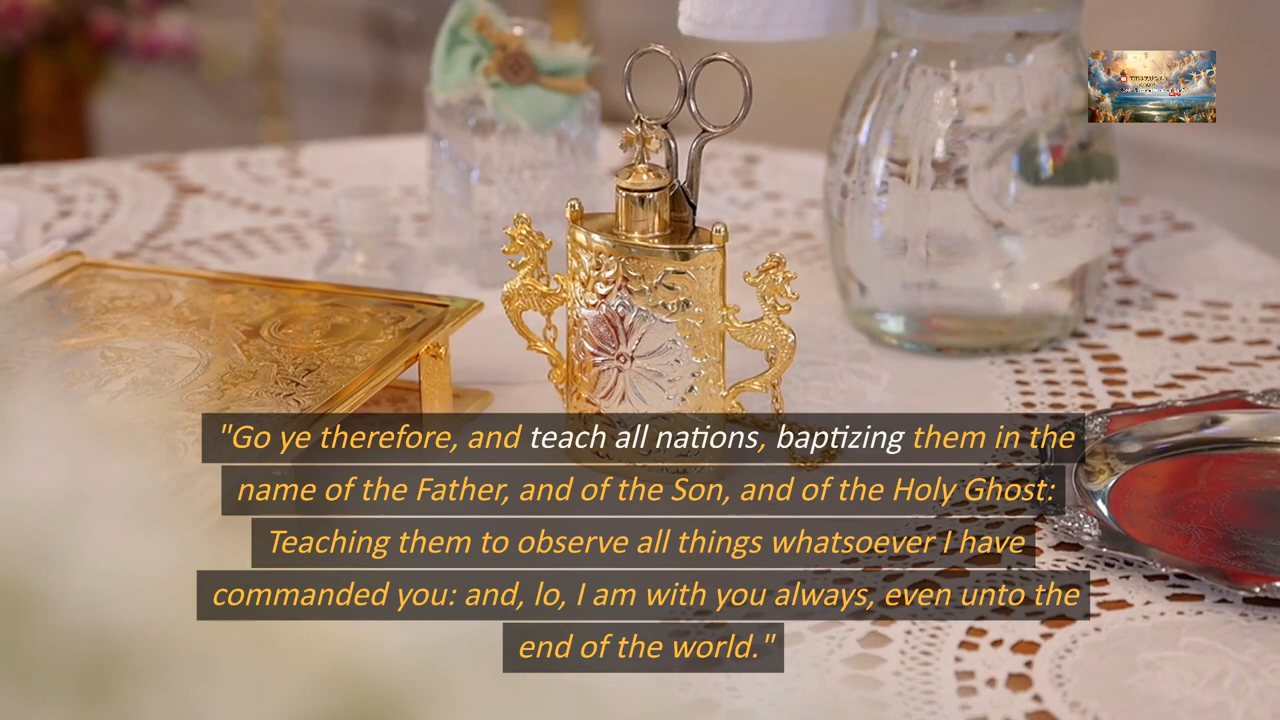 "Go ye therefore, and teach all nations, baptizing them in the
name of the Father, and of the Son, and of the Holy Ghost:
Teaching them to observe all things whatsoever I have
commanded you: and, lo, I am with you always, even unto the
end of the world."